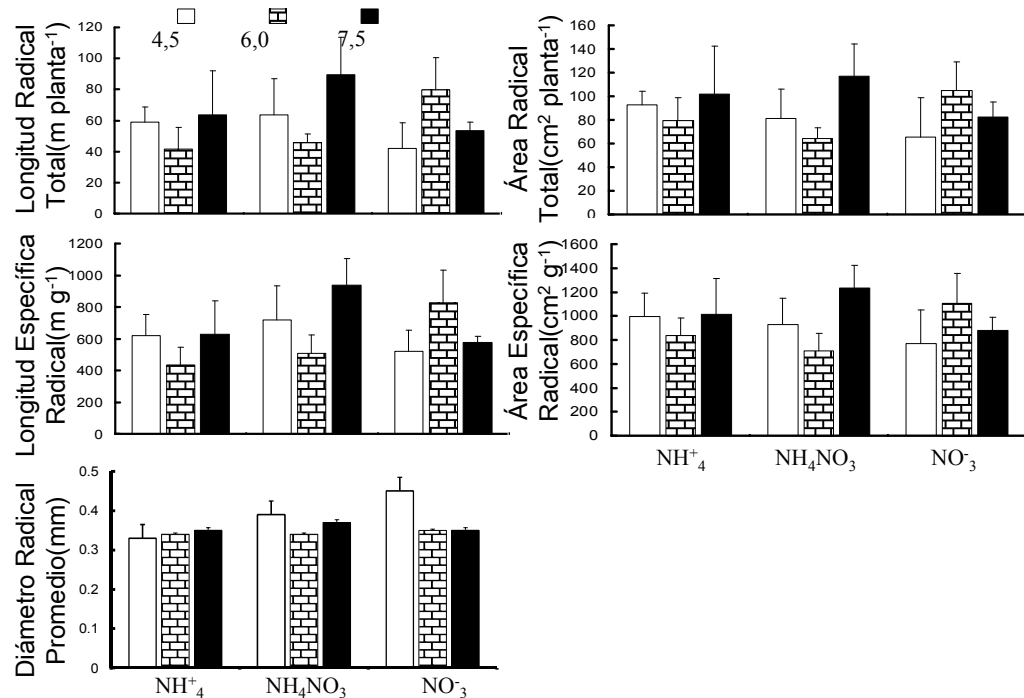 4,5 6,0 7,5
Longitud Radical
Total(m planta-1)
120
100
80
60
40
20
0
Área Radical
Total(cm2 planta-1)
160
140
120
100
80
60
40
20
0
Longitud Específica
Radical(m g-1)
1200
1000
800
600
400
200
0
Área Específica
Radical(cm2 g-1)
1600
1400
1200
1000
800
600
400
200
0
NH+4 NH4NO3 NO-3
Diámetro Radical
Promedio(mm)
0.5
0.4
0.3
0.2
0.1
0
NH+4 NH4NO3 NO-3